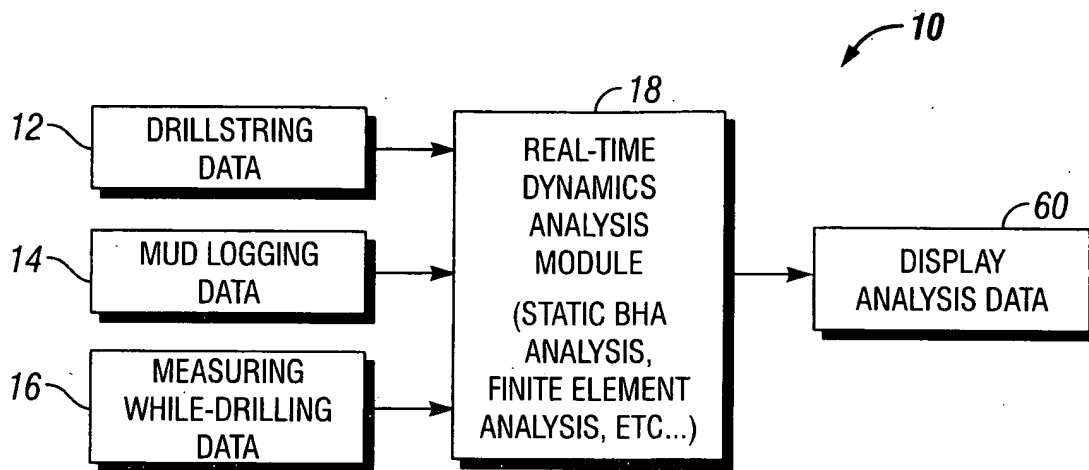 10
12
DRILLSTRING
DATA
14
MUD LOGGING
DATA
16
MEASURING
WHILE-DRILLING
DATA
18
REAL-TIME
DYNAMICS
ANALYSIS
MODULE
(STATIC BHA
ANALYSIS,
FINITE ELEMENT
ANALYSIS, ETC...)
60
DISPLAY
ANALYSIS DATA